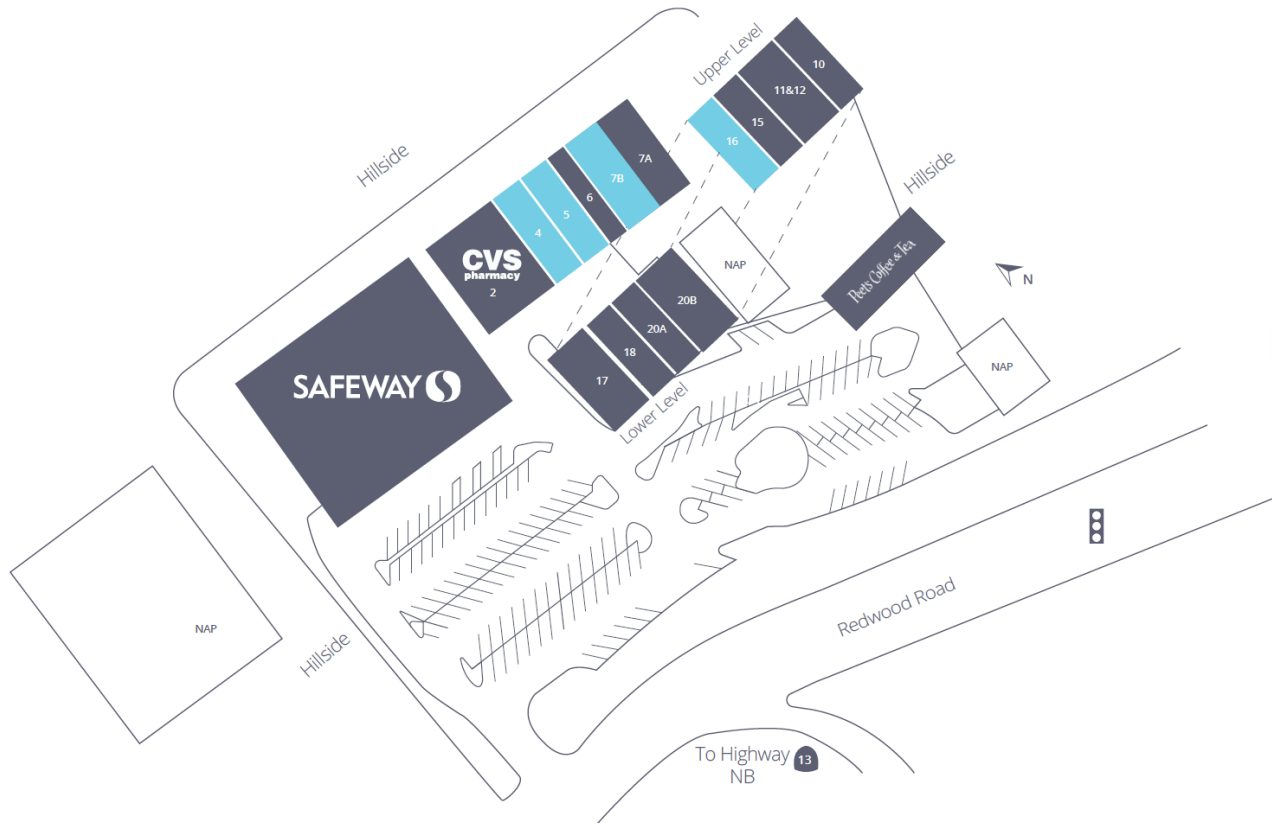 Upper Level
10
11&12
15
16
Hillside
7A
7B
6
5
4
Hillside
CVS
pharmacy
2
NAP
Peet's Coffee & Tea
N
20B
20A
18
17
SAFEWAY
Lower Level
NAP
NAP
Hillside
Redwood Road
To Highway
NB
13